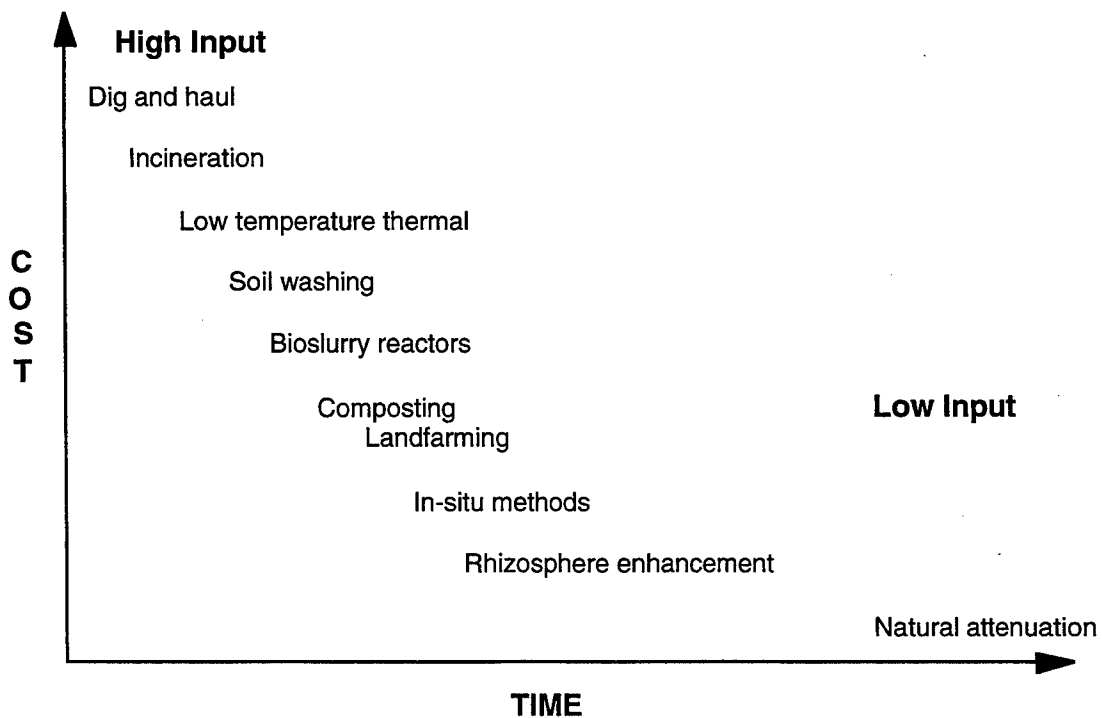 High Input
Dig and haul
Incineration
Low temperature thermal
COST
Soil washing
Bioslurry reactors
Composting
Low Input
Landfarming
In-situ methods
Rhizosphere enhancement
Natural attenuation
TIME